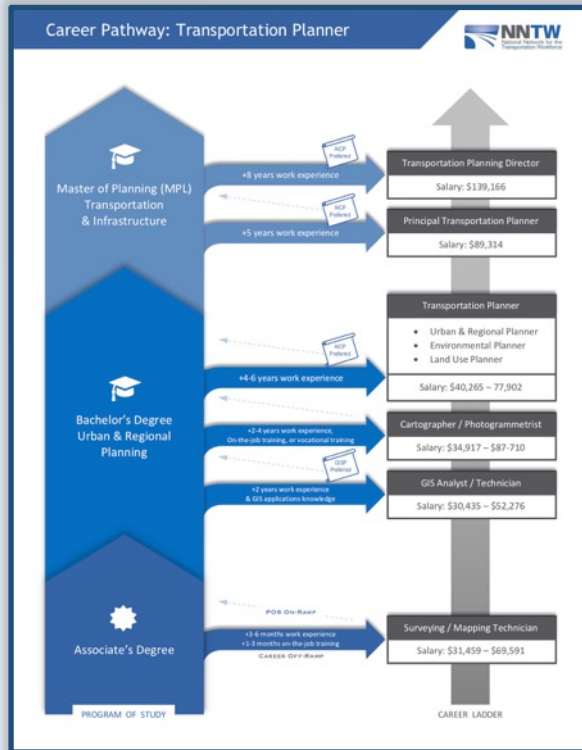 Career Pathway: Transportation Planner
NNTW
National Network for the
Transportation Workforce
Master of Planning (MPL)
Transportation
& Infrastructure
AICP
Preferred
+8 years work experience
Transportation Planning Director
Salary: $139,166
AICP
Preferred
+5 years work experience
Principal Transportation Planner
Salary: $89,314
Bachelor's Degree
Urban & Regional
Planning
AICP
Preferred
+4-6 years work experience
Transportation Planner
• Urban & Regional Planner
• Environmental Planner
• Land Use Planner
Salary: $40,265 – 77,902
+2-4 years work experience,
On-the-job training, or vocational training
Cartographer / Photogrammetrist
Salary: $34,917 – $87-710
GISP
Preferred
+2 years work experience
& GIS applications knowledge
GIS Analyst / Technician
Salary: $30,435 – $52,276
Associate's Degree
POS On-Ramp
+3-6 months work experience
+1-3 months on-the-job training
Career Off-Ramp
Surveying / Mapping Technician
Salary: $31,459 – $69,591
PROGRAM OF STUDY
CAREER LADDER